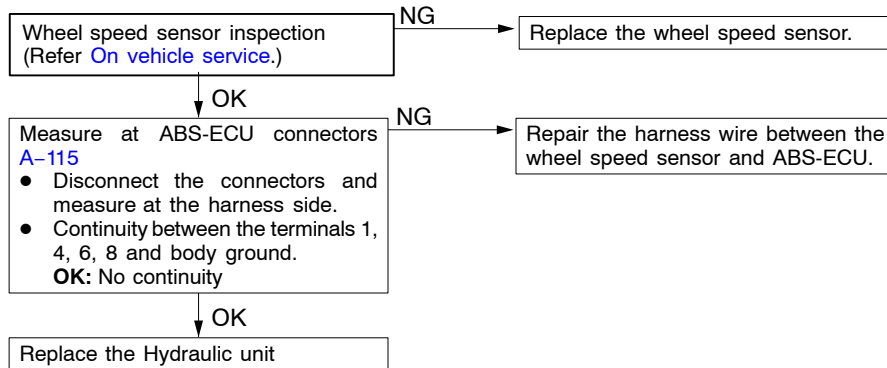 Wheel speed sensor inspection
(Refer On vehicle service.)
NG
Replace the wheel speed sensor.
OK
Measure at ABS-ECU connectors
A–115
● Disconnect the connectors and
measure at the harness side.
● Continuity between the terminals 1,
4, 6, 8 and body ground.
OK: No continuity
NG
Repair the harness wire between the
wheel speed sensor and ABS-ECU.
OK
Replace the Hydraulic unit